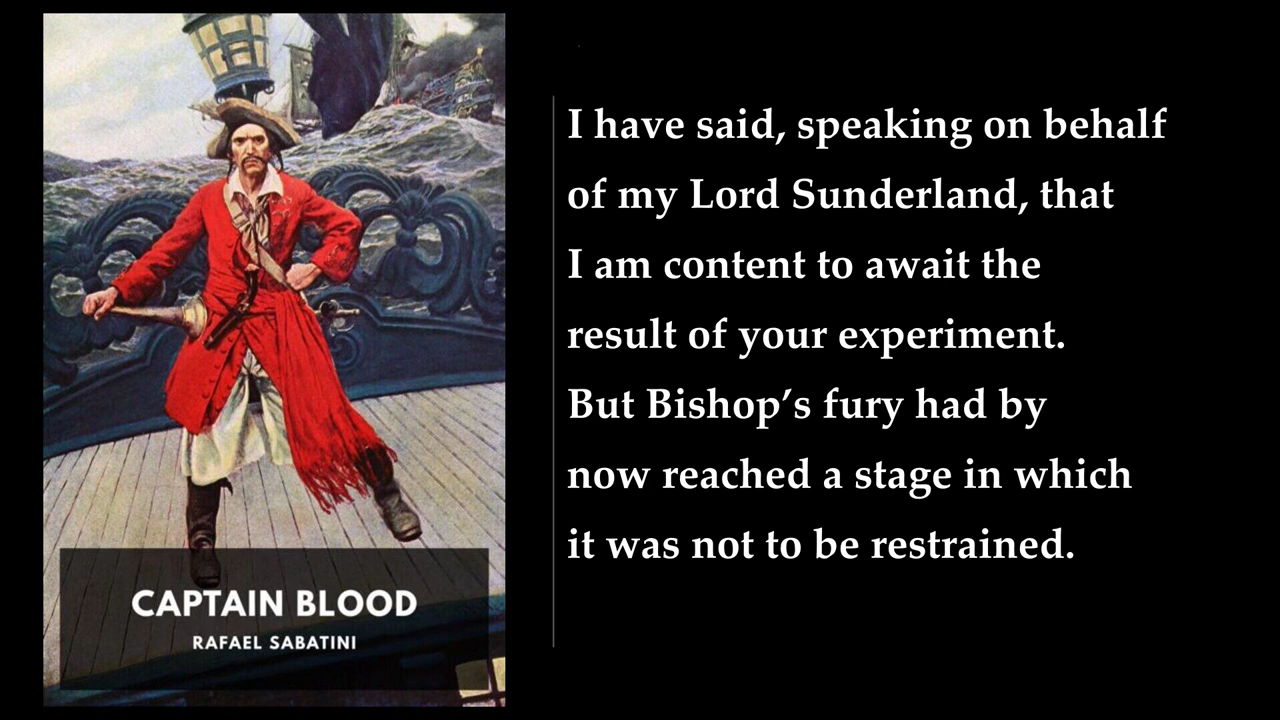 CAPTAIN BLOOD
RAFAEL SABATINI
I have said, speaking on behalf
of my Lord Sunderland, that
I am content to await the
result of your experiment.
But Bishop’s fury had by
now reached a stage in which
it was not to be restrained.